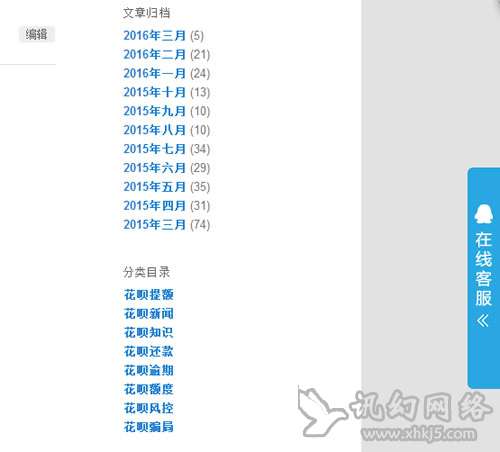 文章归档
编辑
2016年三月 (5)
2016年二月 (21)
2016年一月 (24)
2015年十月 (13)
2015年九月 (10)
2015年八月 (10)
2015年七月 (34)
2015年六月 (29)
2015年五月 (35)
2015年四月 (31)
2015年三月 (74)
在线客服
分类目录
花呗提额
花呗新闻
花呗知识
花呗还款
花呗逾期
花呗额度
花呗风控
花呗骗局
讯幻网络
www.xhkj5.com